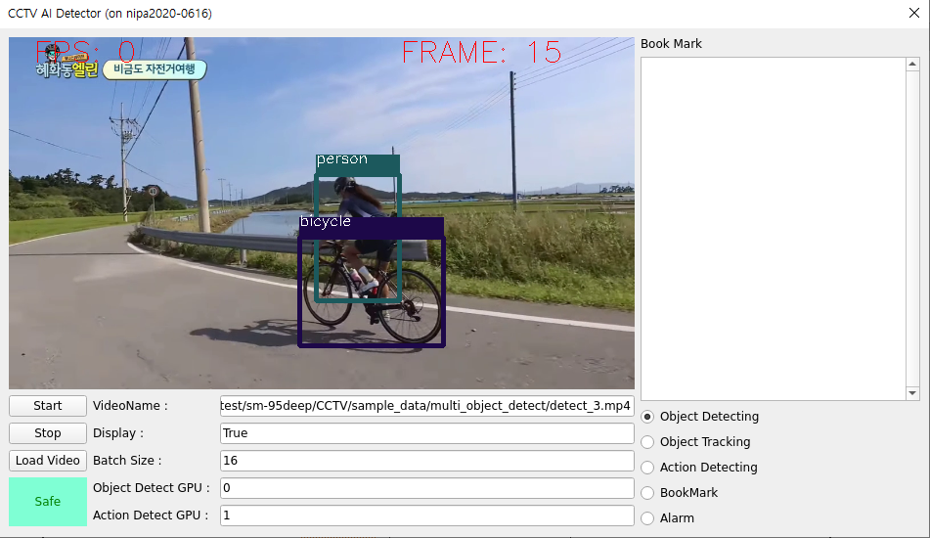 CCTV AI Detector (on nipa2020-0616)
FPS: 0
FRAME: 15
혜화동엘린
비금도 자전거여행
person
bicycle
Book Mark
Start
VideoName :
test/sm-95deep/CCTV/sample_data/multi_object_detect/detect_3.mp4
Stop
Display :
True
Load Video
Batch Size :
16
Safe
Object Detect GPU :
0
Action Detect GPU :
1
Object Detecting
Object Tracking
Action Detecting
BookMark
Alarm